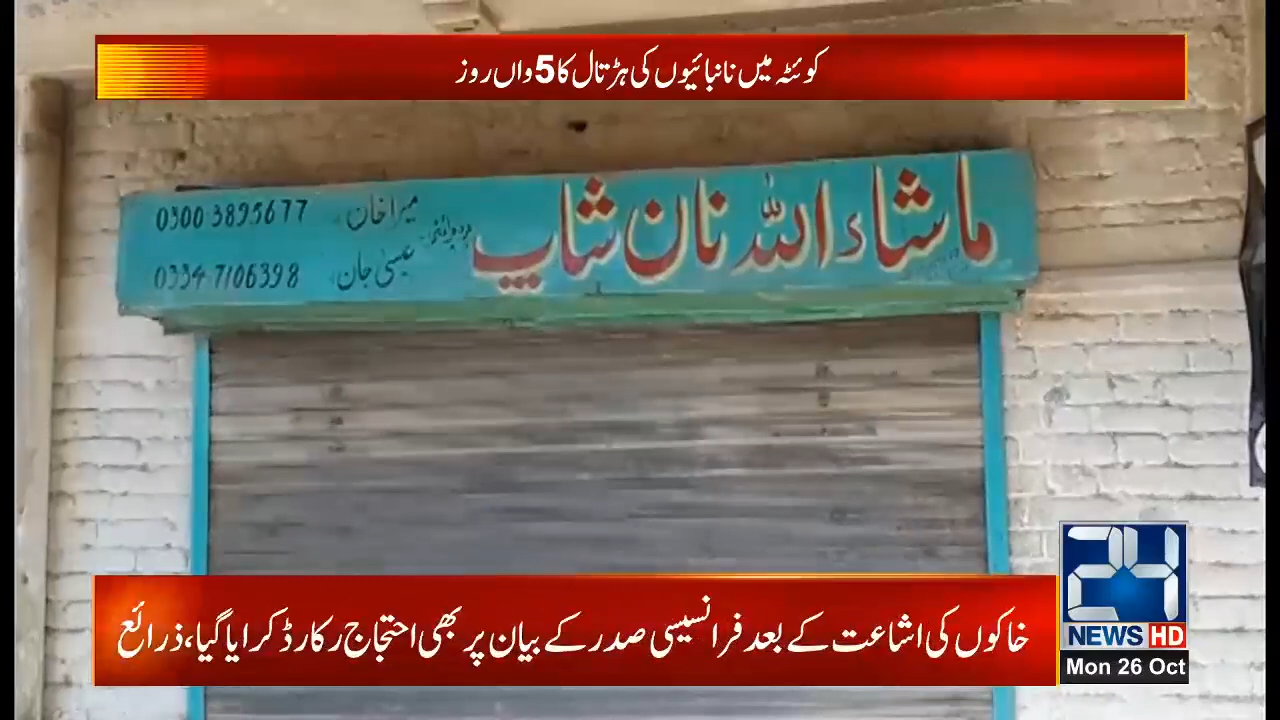 کوئٹہ میں نانبائیوں کی ہڑتال کا 5 واں روز
ماشاء اللہ نان شاپ
میرا خان 0300 3895677
عیسیٰ جان 0334-7106398
خاکوں کی اشاعت کے بعد فرانسیسی صدر کے بیان پر بھی احتجاج رکارڈ کرایا گیا، ذرائع
24
NEWS HD
Mon 26 Oct